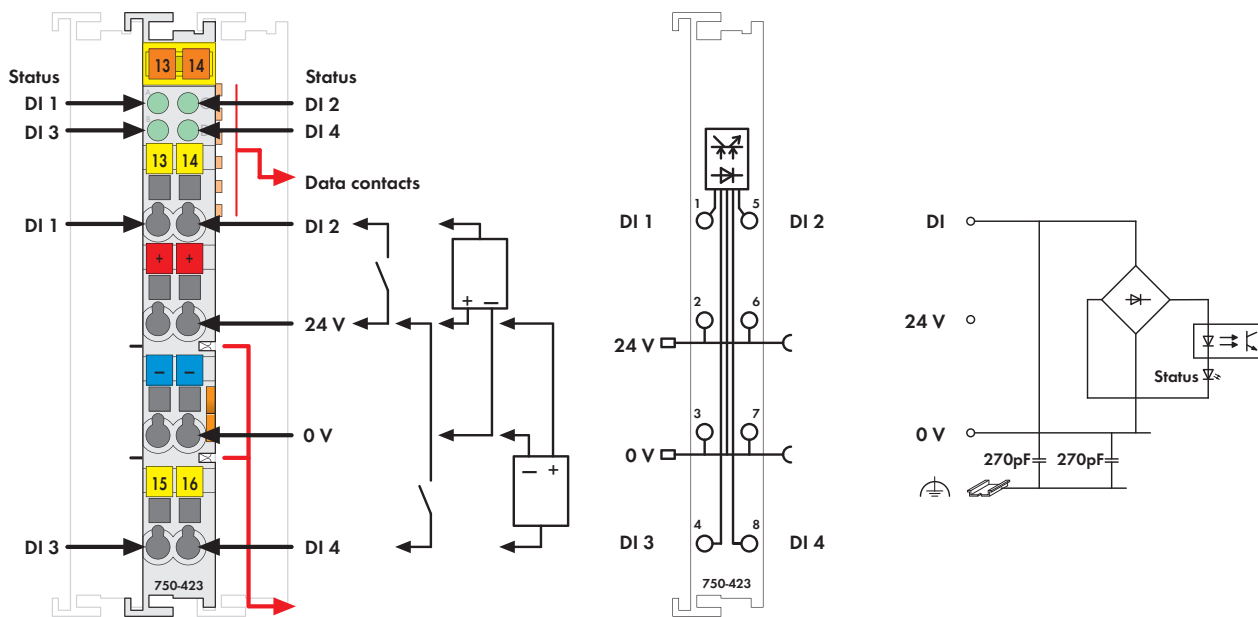 13 14
Status
Status
A C
DI 1
DI 2
B D
DI 3
DI 4
13 14
Data contacts
DI 1
DI 2
+ +
+ −
24 V
− −
0 V
− +
15 16
DI 3
DI 4
750-423
1 5
DI 1
DI 2
2 6
24 V
3 7
0 V
4 8
DI 3
DI 4
750-423
DI
24 V
Status
0 V
270pF 270pF